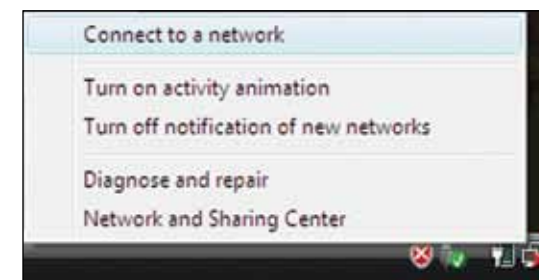 Connect to a network
Turn on activity animation
Turn off notification of new networks
Diagnose and repair
Network and Sharing Center